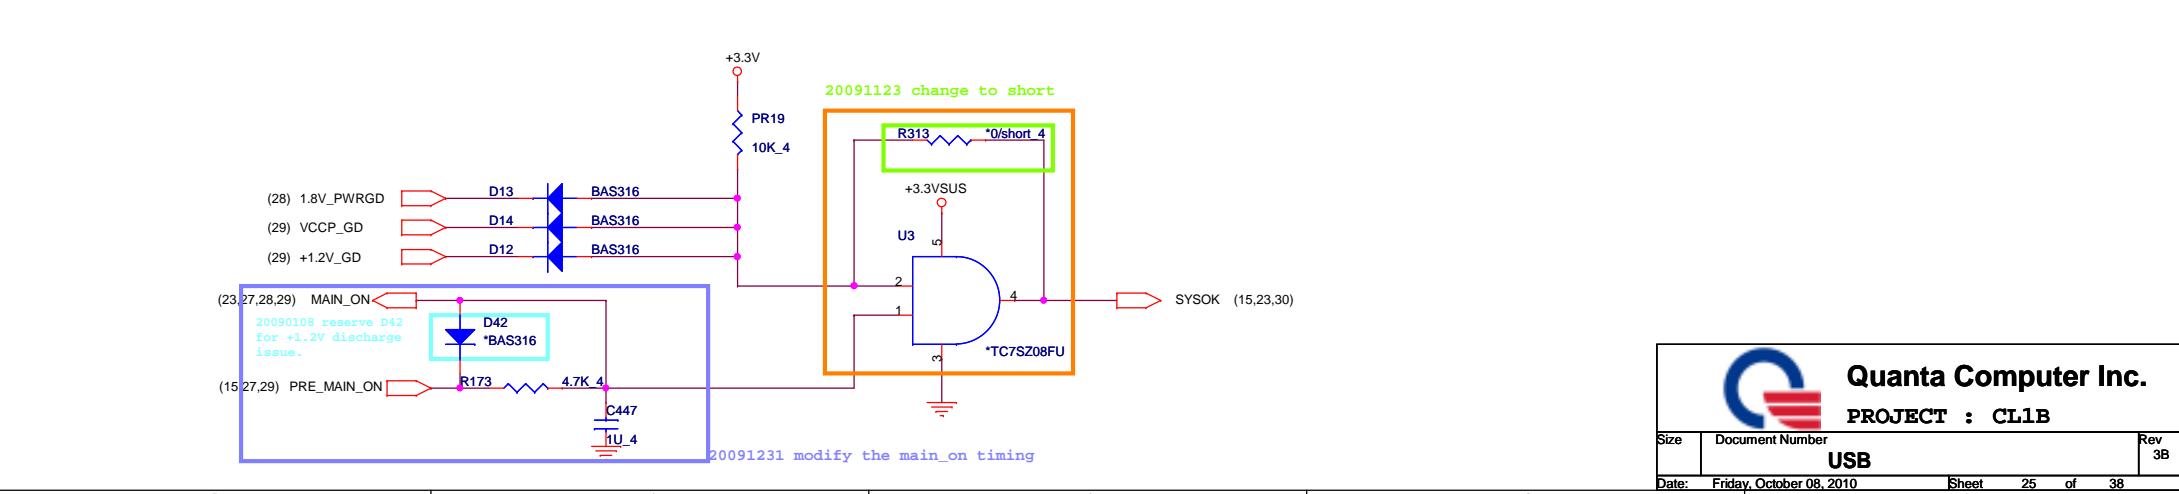 +3.3V
20091123 change to short
PR19
10K_4
R313 *0/short_4
+3.3VSUS
(28) 1.8V_PWRGD D13 BAS316
(29) VCCP_GD D14 BAS316
(29) +1.2V_GD D12 BAS316
U3
5
2
1
4
3
*TC7SZ08FU
SYSOK (15,23,30)
(23,27,28,29) MAIN_ON
20090108 reserve D42
for +1.2V discharge
issue.
D42
*BAS316
(15,27,29) PRE_MAIN_ON
R173 4.7K_4
C447
1U_4
20091231 modify the main_on timing
Quanta Computer Inc.
PROJECT : CL1B
Size Document Number Rev
USB 3B
Date: Friday, October 08, 2010 Sheet 25 of 38